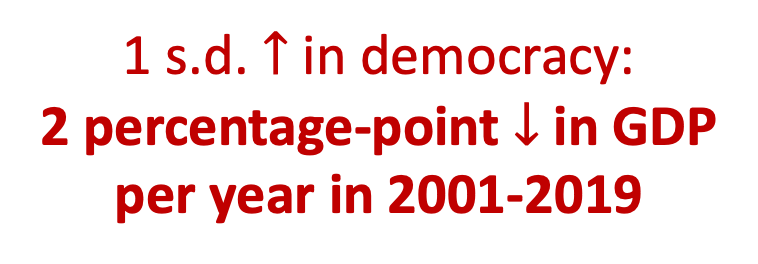 1 s.d. ↑ in democracy:
2 percentage-point ↓ in GDP
per year in 2001-2019